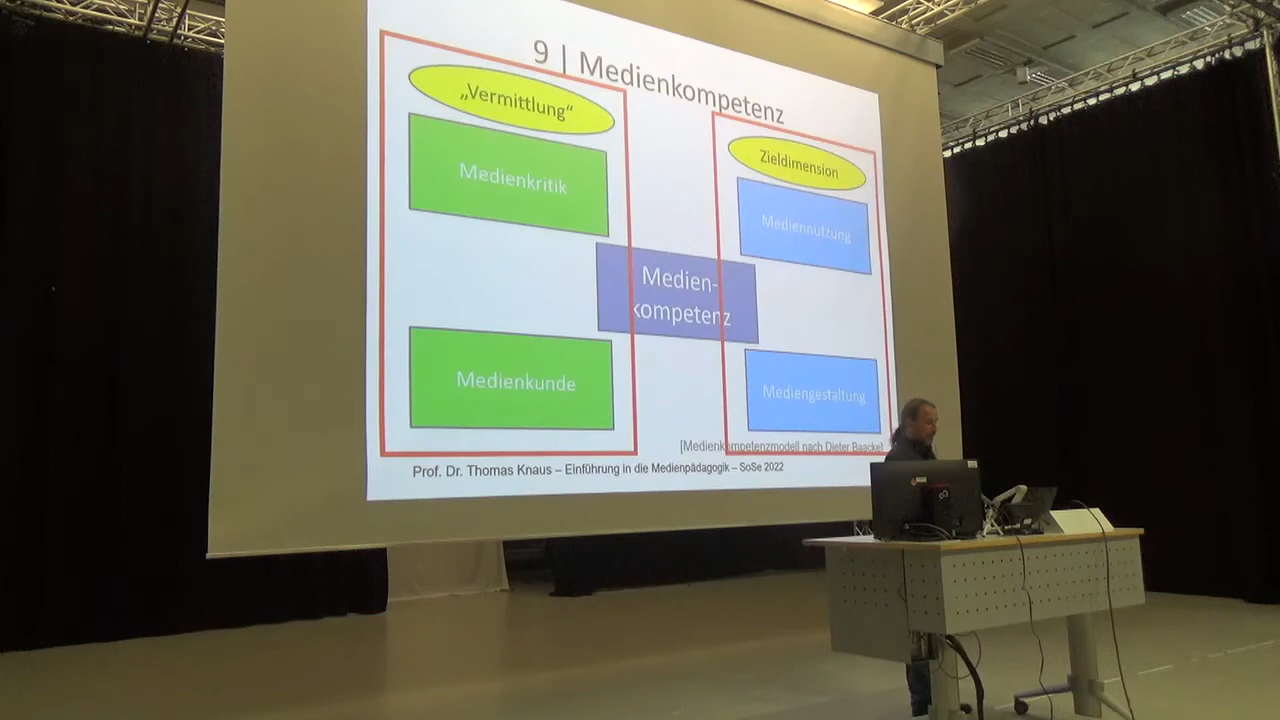 9 | Medienkompetenz
„Vermittlung“
Medienkritik
Medienkunde
Medien-
kompetenz
Zieldimension
Mediennutzung
Mediengestaltung
[Medienkompetenzmodell nach Dieter Baacke]
Prof. Dr. Thomas Knaus – Einführung in die Medienpädagogik – SoSe 2022